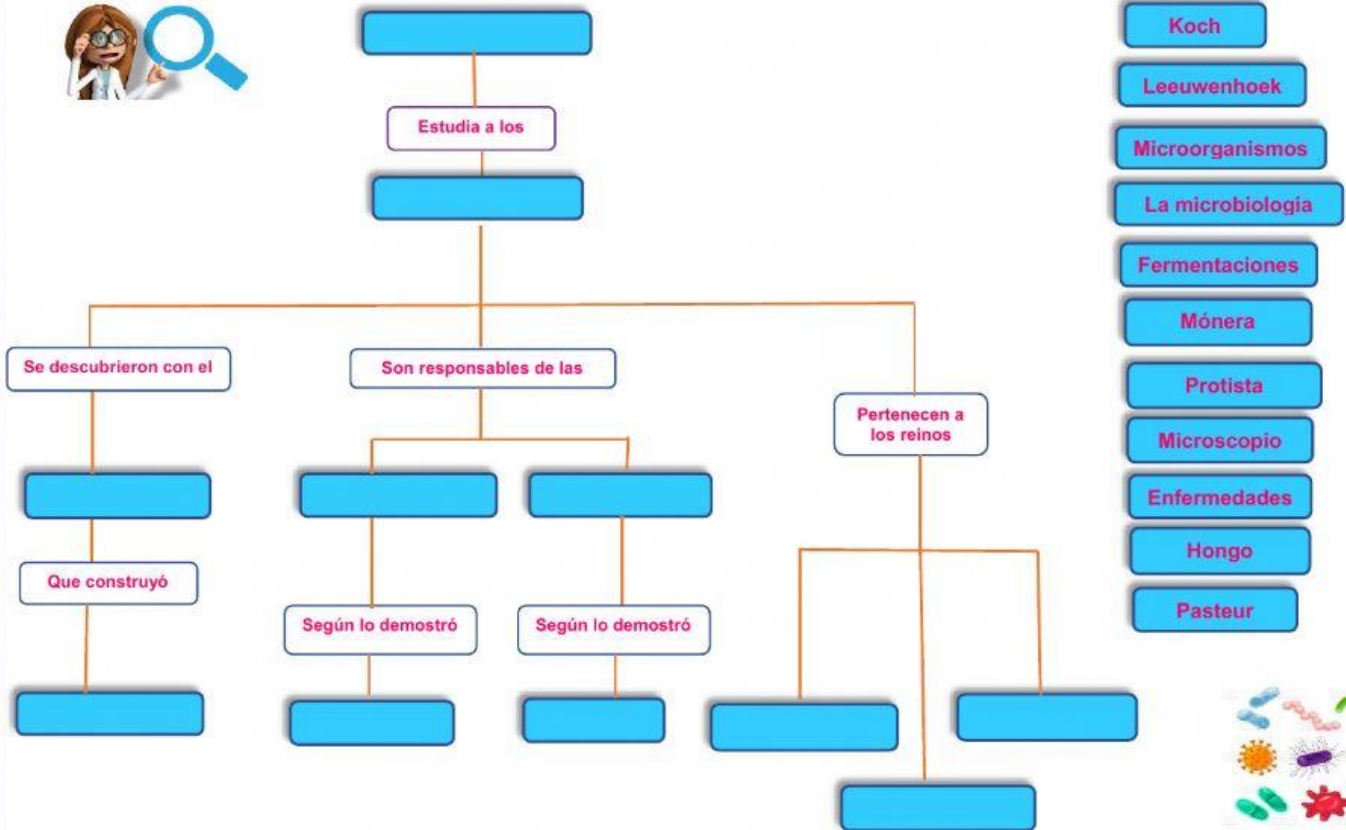 Estudia a los
Se descubrieron con el
Son responsables de las
Pertenecen a
los reinos
Que construyó
Según lo demostró
Según lo demostró
Koch
Leeuwenhoek
Microorganismos
La microbiología
Fermentaciones
Mónera
Protista
Microscopio
Enfermedades
Hongo
Pasteur